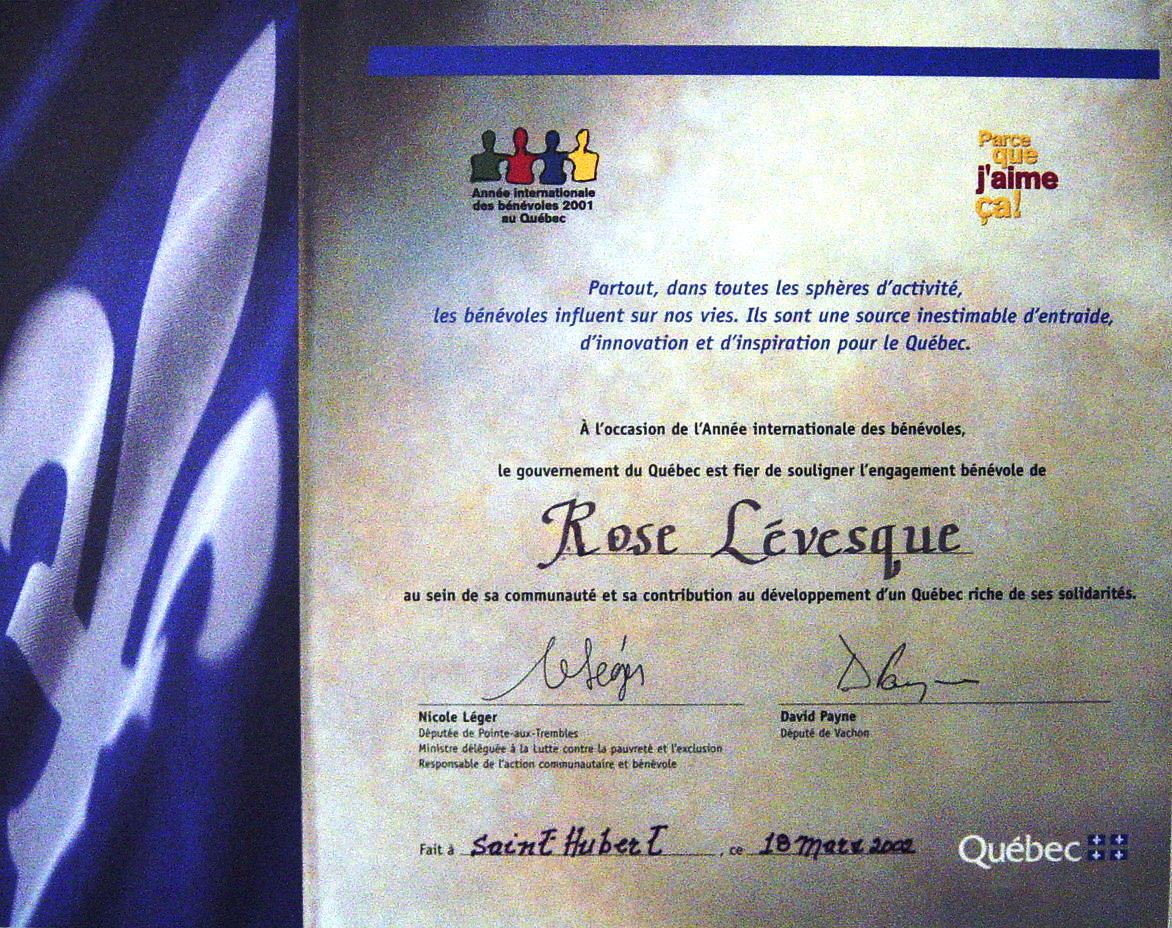 Année internationale
des bénévoles 2001
au Québec
Parce
que
j'aime
ça!
Partout, dans toutes les sphères d'activité,
les bénévoles influent sur nos vies. Ils sont une source inestimable d'entraide,
d'innovation et d'inspiration pour le Québec.
À l'occasion de l'Année internationale des bénévoles,
le gouvernement du Québec est fier de souligner l'engagement bénévole de
Rose Lévesque
au sein de sa communauté et sa contribution au développement d'un Québec riche de ses solidarités.
Nicole Léger
Députée de Pointe-aux-Trembles
Ministre déléguée à la Lutte contre la pauvreté et l'exclusion
Responsable de l'action communautaire et bénévole
David Payne
Député de Vachon
Fait à Saint Hubert, ce 18 mars 2002
Québec